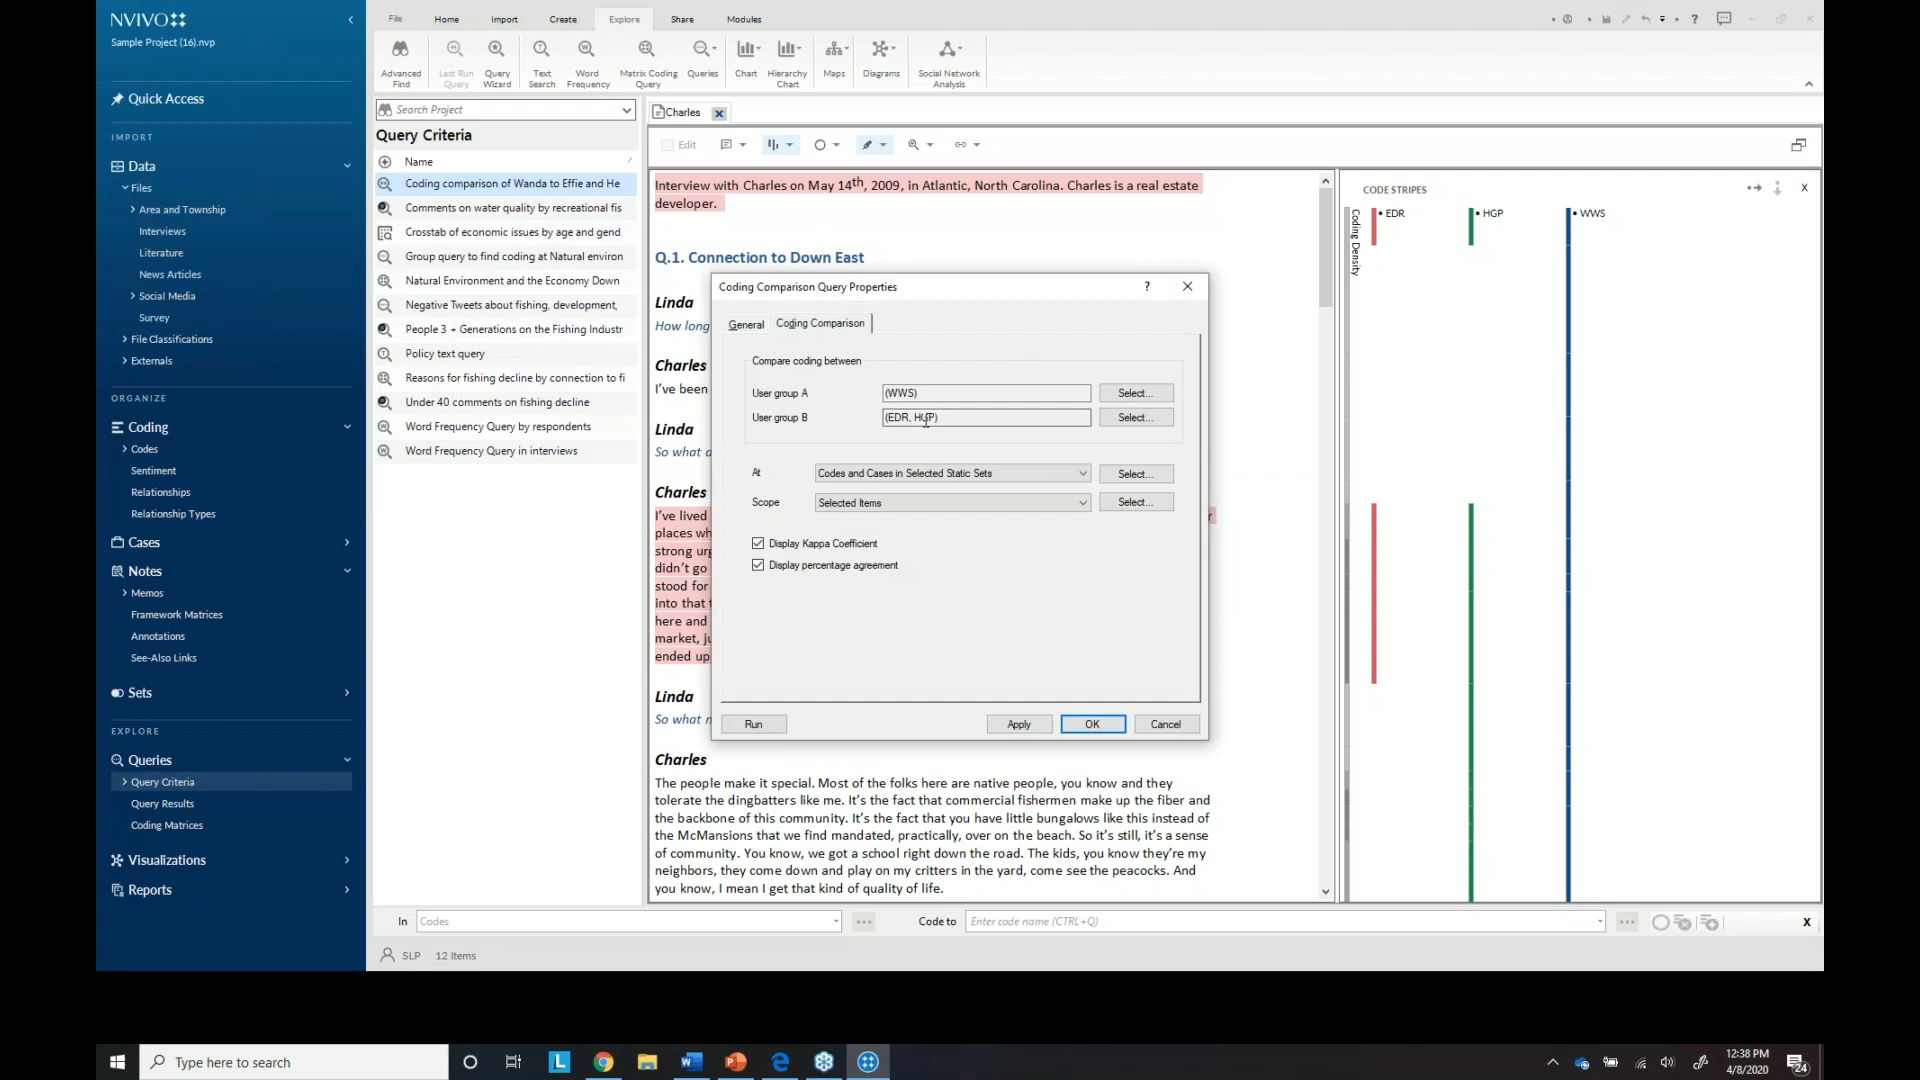 NVIVO
Sample Project (16).nvp
Quick Access
IMPORT
Data
Files
Area and Township
Interviews
Literature
News Articles
Social Media
Survey
File Classifications
Externals
ORGANIZE
Coding
Codes
Sentiment
Relationships
Relationship Types
Cases
Notes
Memos
Framework Matrices
Annotations
See-Also Links
Sets
EXPLORE
Queries
Query Criteria
Query Results
Coding Matrices
Visualizations
Reports
File Home Import Create Explore Share Modules
Advanced Find
Last Run Query
Query Wizard
Text Search
Word Frequency
Matrix Coding Query
Queries
Chart
Hierarchy Chart
Maps
Diagrams
Social Network Analysis
Search Project
Query Criteria
Name
Coding comparison of Wanda to Effie and He
Comments on water quality by recreational fis
Crosstab of economic issues by age and gend
Group query to find coding at Natural environ
Natural Environment and the Economy Down
Negative Tweets about fishing, development,
People 3 + Generations on the Fishing Industr
Policy text query
Reasons for fishing decline by connection to fi
Under 40 comments on fishing decline
Word Frequency Query by respondents
Word Frequency Query in interviews
Charles
Edit
Interview with Charles on May 14th, 2009, in Atlantic, North Carolina. Charles is a real estate
developer.
Q.1. Connection to Down East
Linda
How long
Charles
I've been
Linda
So what a
Charles
I've lived
places wh
strong urg
didn't go
stood for
into that t
here and
market, ju
ended up
Linda
So what m
Charles
The people make it special. Most of the folks here are native people, you know and they
tolerate the dingbatters like me. It's the fact that commercial fishermen make up the fiber and
the backbone of this community. It's the fact that you have little bungalows like this instead of
the McMansions that we find mandated, practically, over on the beach. So it's still, it's a sense
of community. You know, we got a school right down the road. The kids, you know they're my
neighbors, they come down and play on my critters in the yard, come see the peacocks. And
you know, I mean I get that kind of quality of life.
Coding Comparison Query Properties
General Coding Comparison
Compare coding between
User group A (WWS) Select...
User group B (EDR, HGP) Select...
At Codes and Cases in Selected Static Sets Select...
Scope Selected Items Select...
Display Kappa Coefficient
Display percentage agreement
Run Apply OK Cancel
CODE STRIPES
Coding Density
EDR HGP WWS
In Codes Code to Enter code name (CTRL+Q)
SLP 12 Items
Type here to search
12:38 PM
4/8/2020
24